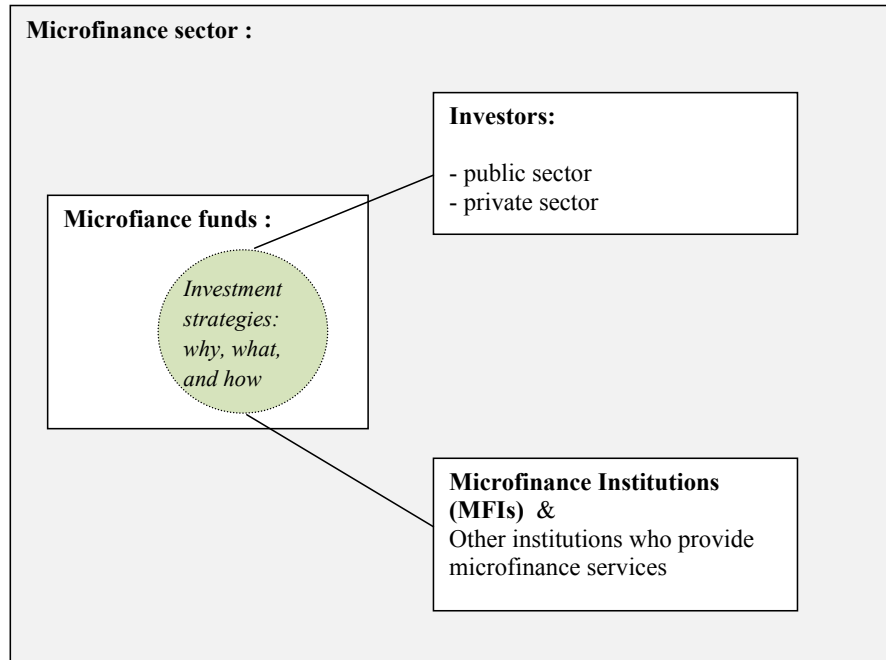 Microfinance sector :
Investors:
- public sector
- private sector
Microfiance funds :
Investment
strategies:
why, what,
and how
Microfinance Institutions
(MFIs)  &
Other institutions who provide
microfinance services